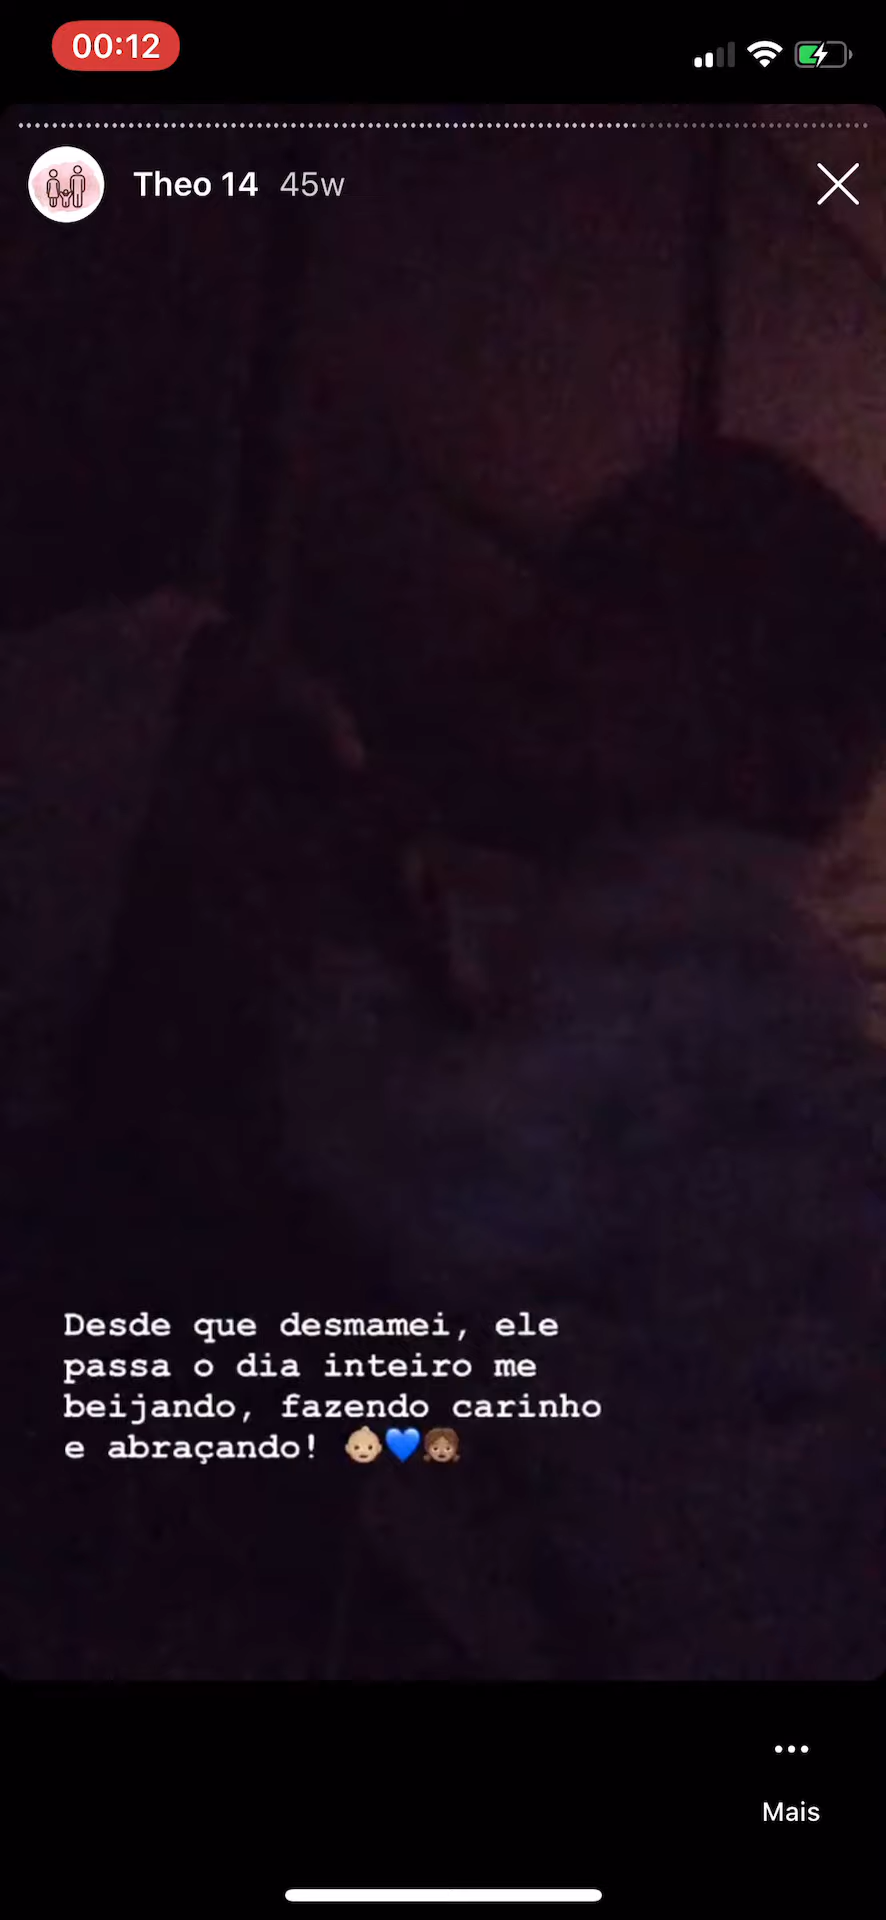 00:12
Theo 14 45w
Desde que desmamei, ele
passa o dia inteiro me
beijando, fazendo carinho
e abraçando! 👶🏼💙👧🏽
Mais